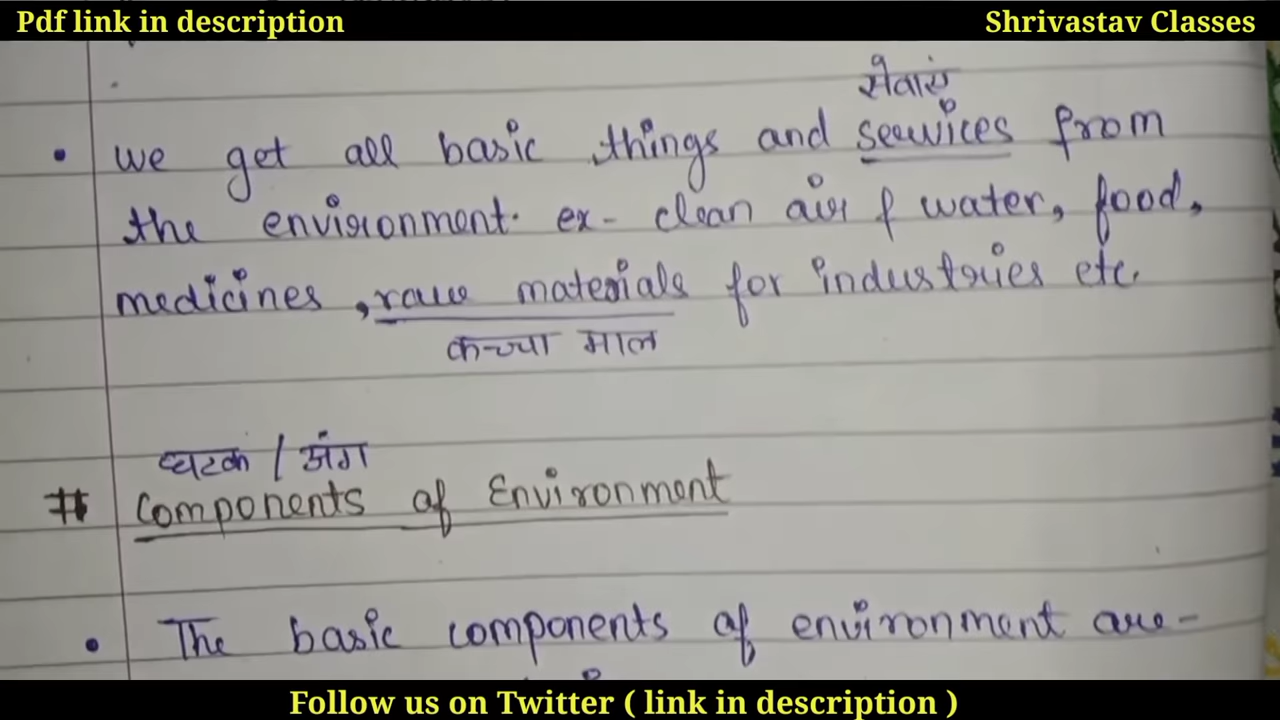 Pdf link in description
Shrivastav Classes
सेवाएं
• we get all basic things and services from
the environment. ex- clean air & water, food,
medicines, raw materials for industries etc.
कच्चा माल
घटक / अंग
# Components of Environment
• The basic components of environment are-
Follow us on Twitter ( link in description )